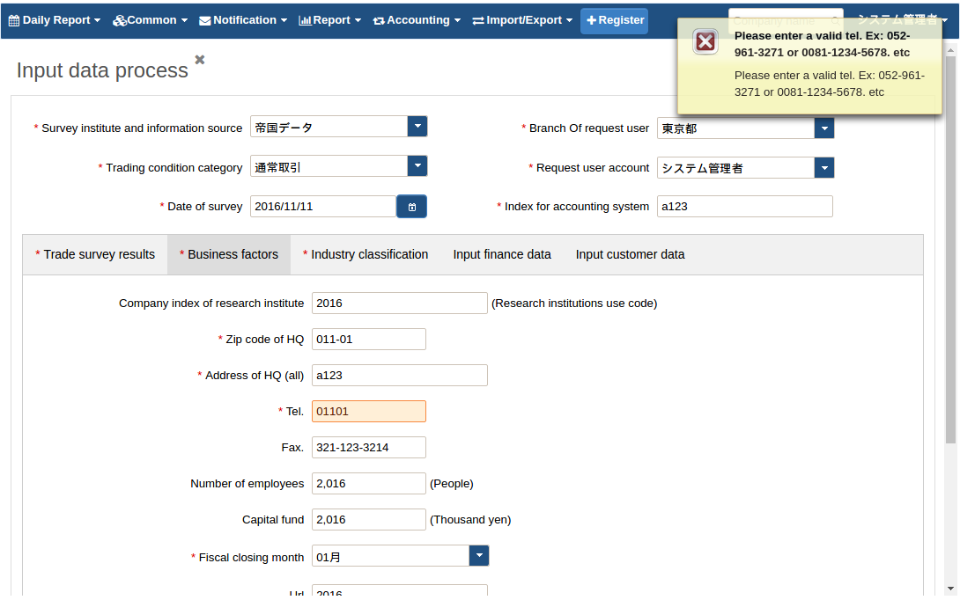 Daily Report Common Notification Report Accounting Import/Export + Register システム管理者
Please enter a valid tel. Ex: 052-
961-3271 or 0081-1234-5678. etc
Please enter a valid tel. Ex: 052-961-
3271 or 0081-1234-5678. etc
Input data process
* Survey institute and information source 帝国データ * Branch Of request user 東京都
* Trading condition category 通常取引 * Request user account システム管理者
* Date of survey 2016/11/11 * Index for accounting system a123
* Trade survey results * Business factors * Industry classification Input finance data Input customer data
Company index of research institute 2016 (Research institutions use code)
* Zip code of HQ 011-01
* Address of HQ (all) a123
* Tel. 01101
Fax. 321-123-3214
Number of employees 2,016 (People)
Capital fund 2,016 (Thousand yen)
* Fiscal closing month 01月
Url 2016